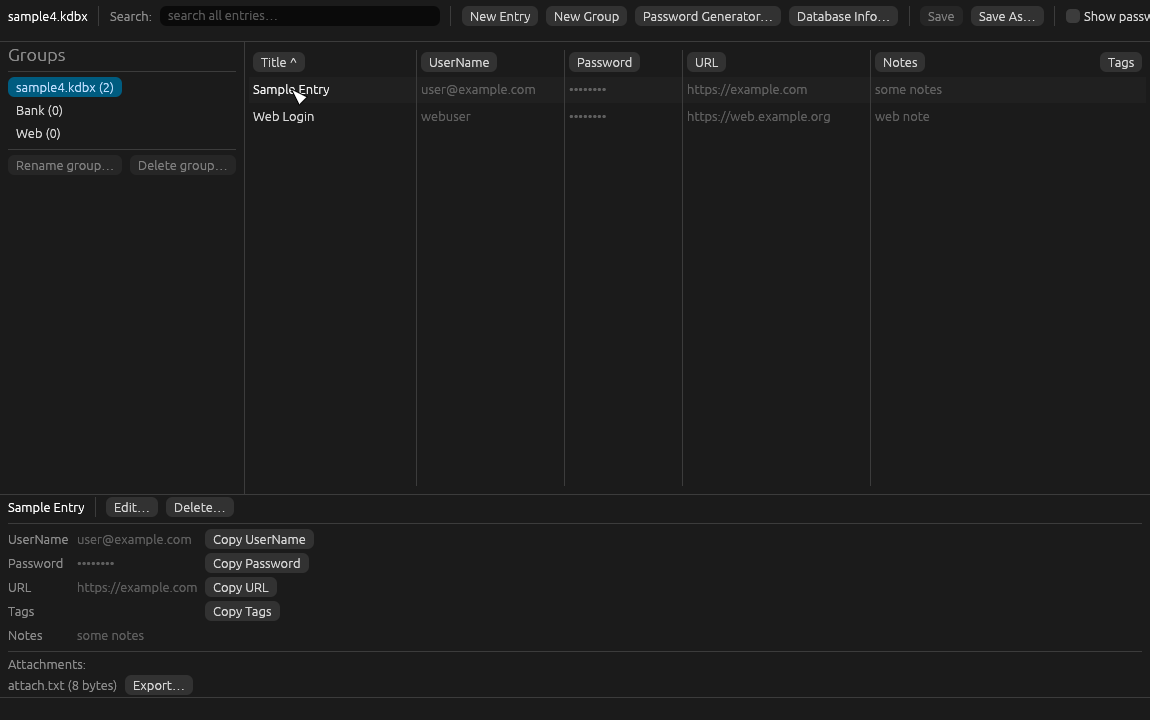 sample4.kdbx Search: search all entries… New Entry New Group Password Generator… Database Info… Save Save As… Show passw
Groups
sample4.kdbx (2)
Bank (0)
Web (0)
Rename group… Delete group…
Title ^ UserName Password URL Notes Tags
Sample Entry user@example.com •••••••• https://example.com some notes
Web Login webuser •••••••• https://web.example.org web note
Sample Entry Edit… Delete…
UserName user@example.com Copy UserName
Password •••••••• Copy Password
URL https://example.com Copy URL
Tags Copy Tags
Notes some notes
Attachments:
attach.txt (8 bytes) Export…